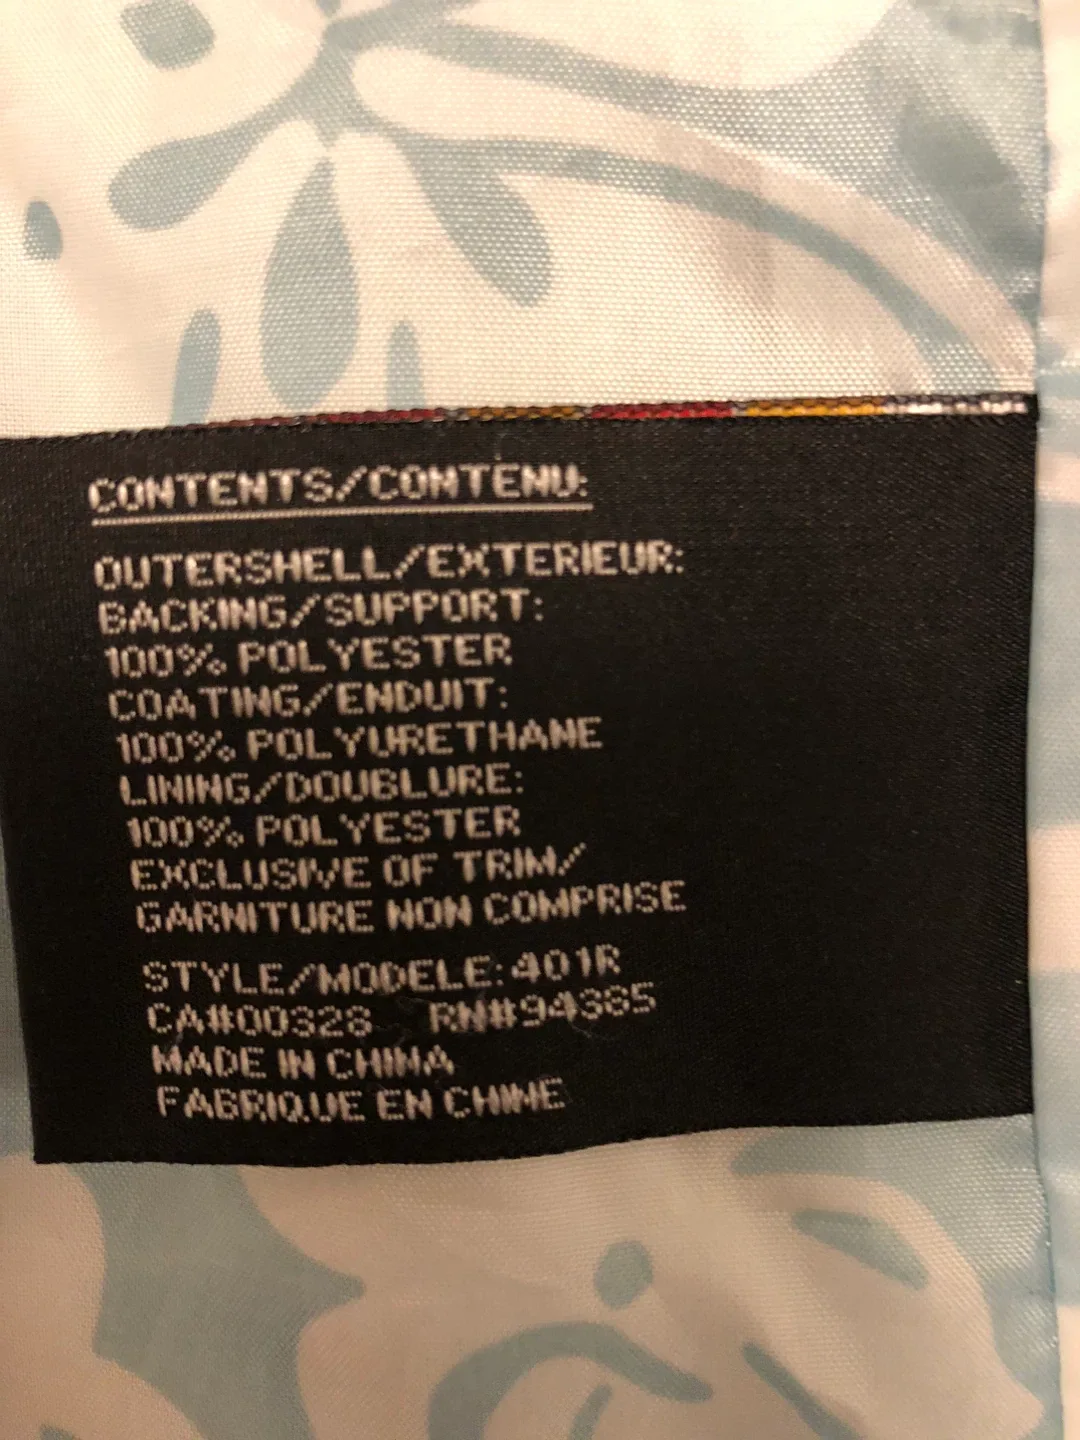 CONTENTS/CONTENU:
OUTERSHELL/EXTERIEUR:
BACKING/SUPPORT:
100% POLYESTER
COATING/ENDUIT:
100% POLYURETHANE
LINING/DOUBLURE:
100% POLYESTER
EXCLUSIVE OF TRIM/
GARNITURE NON COMPRISE
STYLE/MODELE: 401R
CA#00328 RN#94385
MADE IN CHINA
FABRIQUE EN CHINE